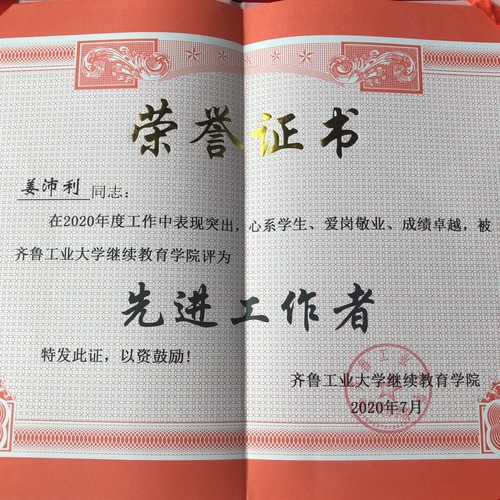 荣誉证书
姜沛利 同志：
在2020年度工作中表现突出，心系学生、爱岗敬业、成绩卓越，被
齐鲁工业大学继续教育学院评为
先进工作者
特发此证，以资鼓励！
齐鲁工业大学继续教育学院
2020年7月